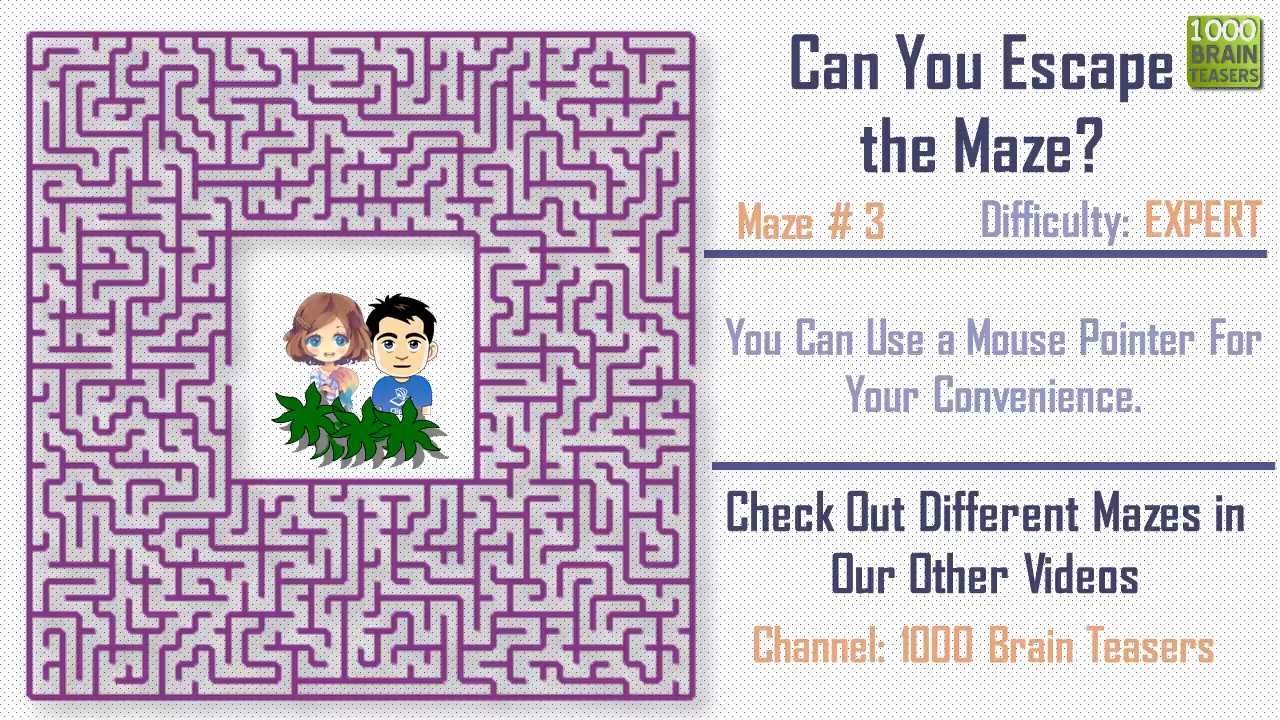 Can You Escape
the Maze?
1000
BRAIN
TEASERS
Maze # 3
Difficulty: EXPERT
You Can Use a Mouse Pointer For
Your Convenience.
Check Out Different Mazes in
Our Other Videos
Channel: 1000 Brain Teasers